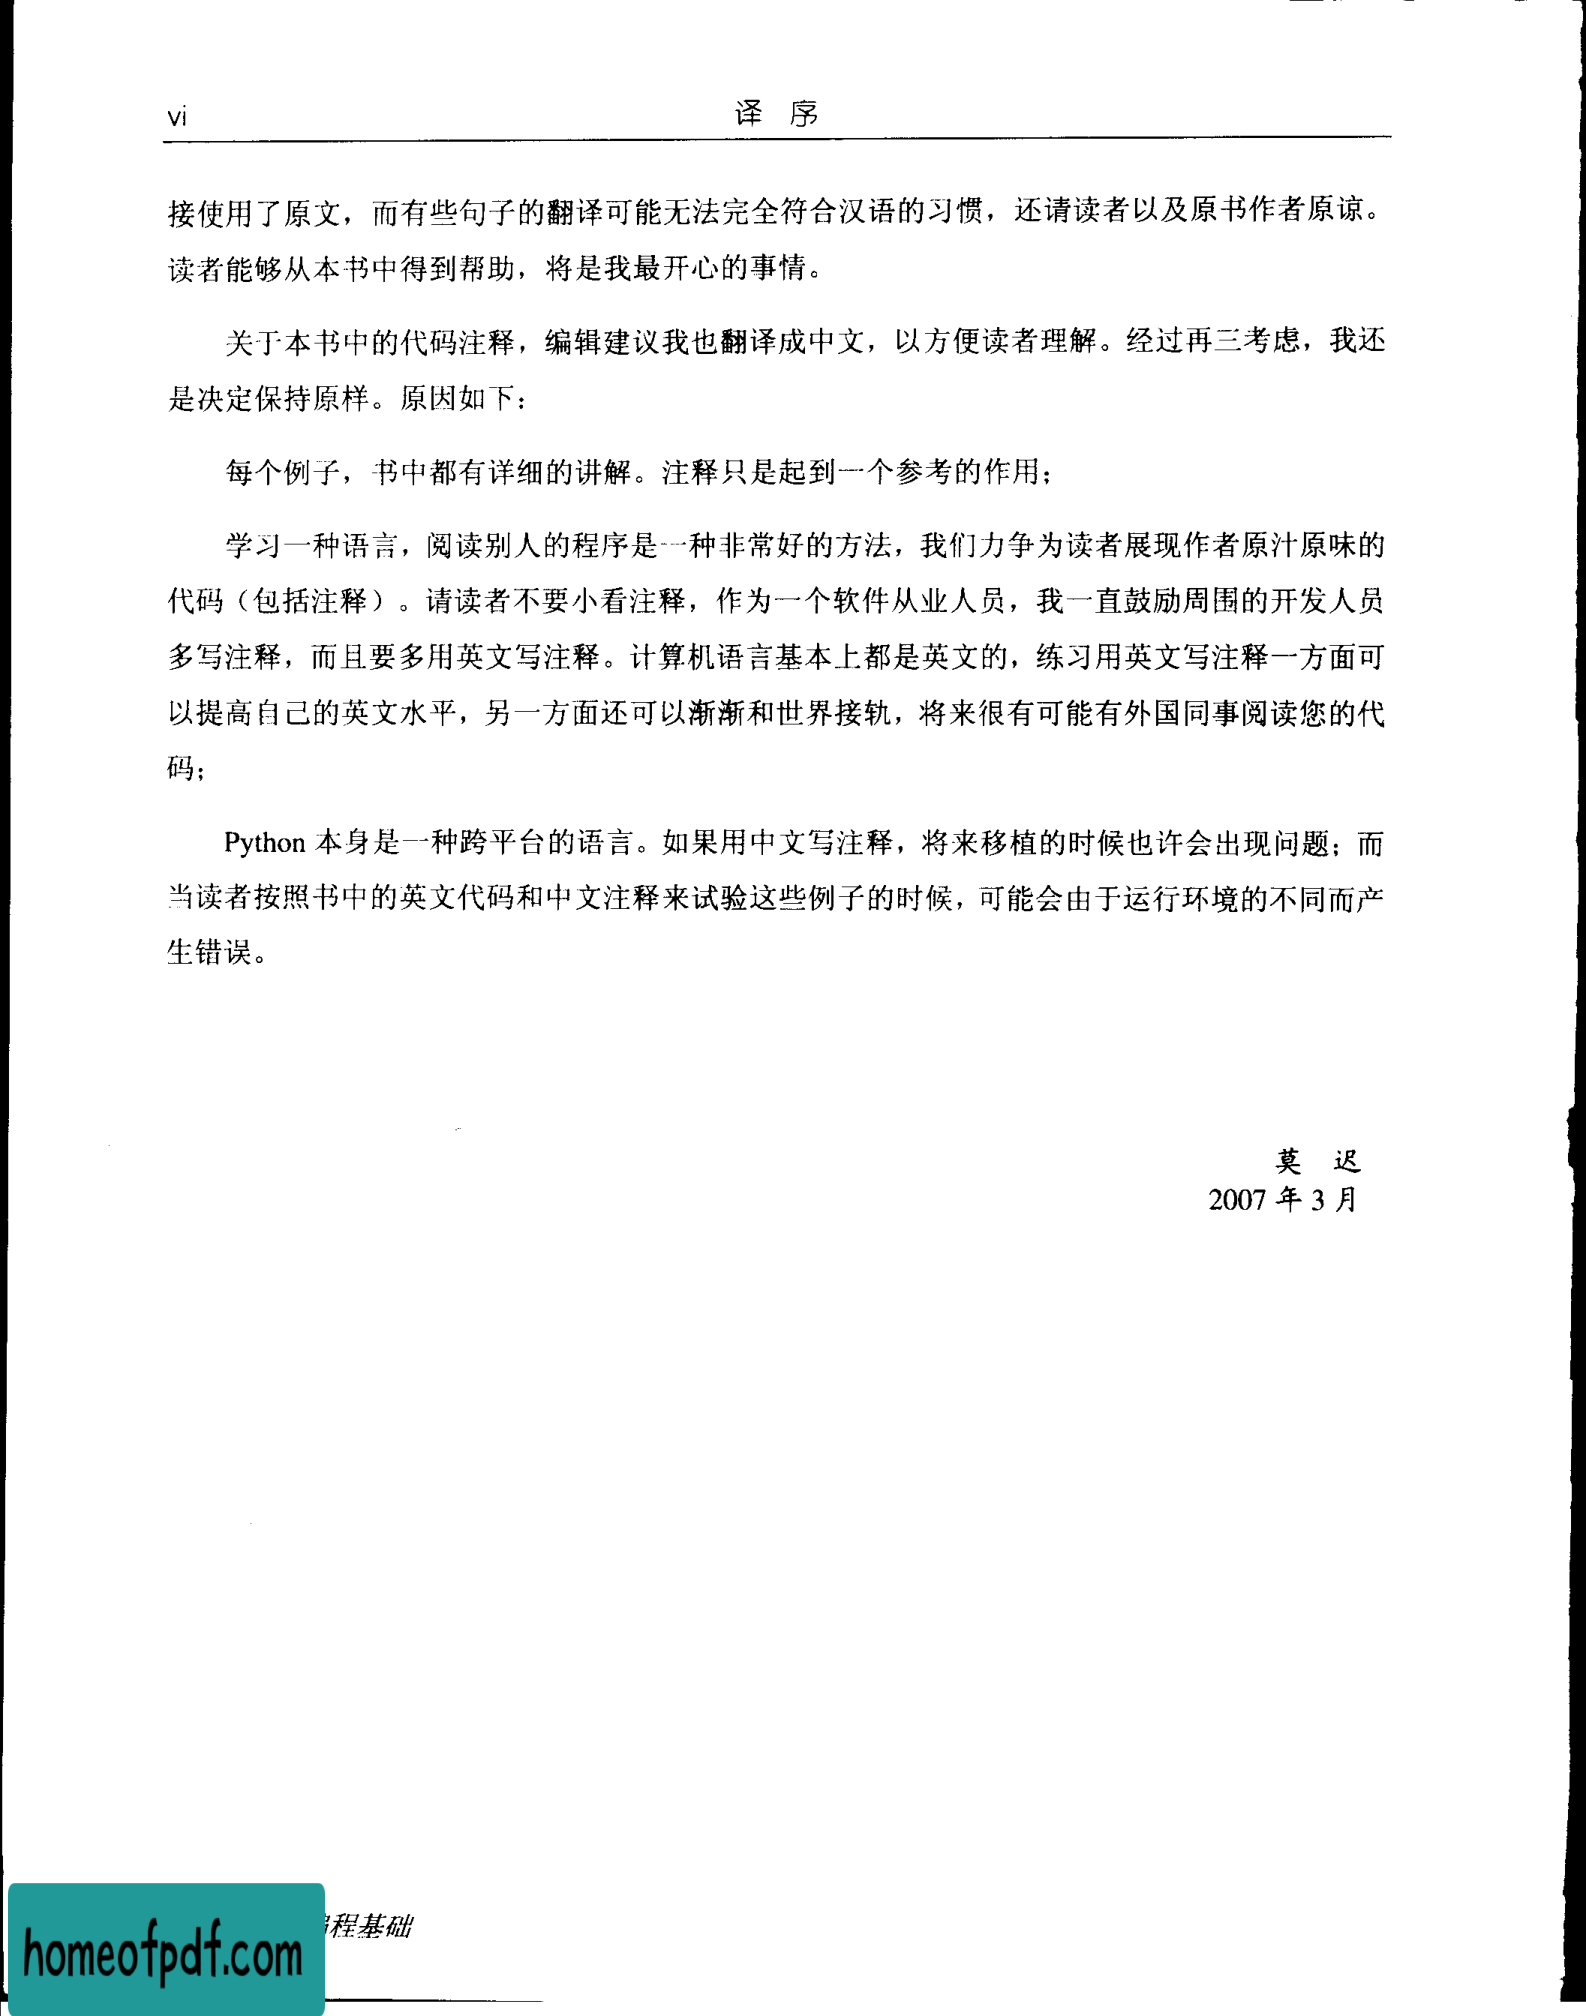 vi
译 序
接使用了原文，而有些句子的翻译可能无法完全符合汉语的习惯，还请读者以及原书作者原谅。
读者能够从本书中得到帮助，将是我最开心的事情。
关于本书中的代码注释，编辑建议我也翻译成中文，以方便读者理解。经过再三考虑，我还
是决定保持原样。原因如下：
每个例子，书中都有详细的讲解。注释只是起到一个参考的作用；
学习一种语言，阅读别人的程序是一种非常好的方法，我们力争为读者展现作者原汁原味的
代码（包括注释）。请读者不要小看注释，作为一个软件从业人员，我一直鼓励周围的开发人员
多写注释，而且要多用英文写注释。计算机语言基本上都是英文的，练习用英文写注释一方面可
以提高自己的英文水平，另一方面还可以渐渐和世界接轨，将来很有可能有外国同事阅读您的代
码；
Python 本身是一种跨平台的语言。如果用中文写注释，将来移植的时候也许会出现问题；而
当读者按照书中的英文代码和中文注释来试验这些例子的时候，可能会由于运行环境的不同而产
生错误。
莫 迟
2007 年 3 月
程基础
homeofpdf.com